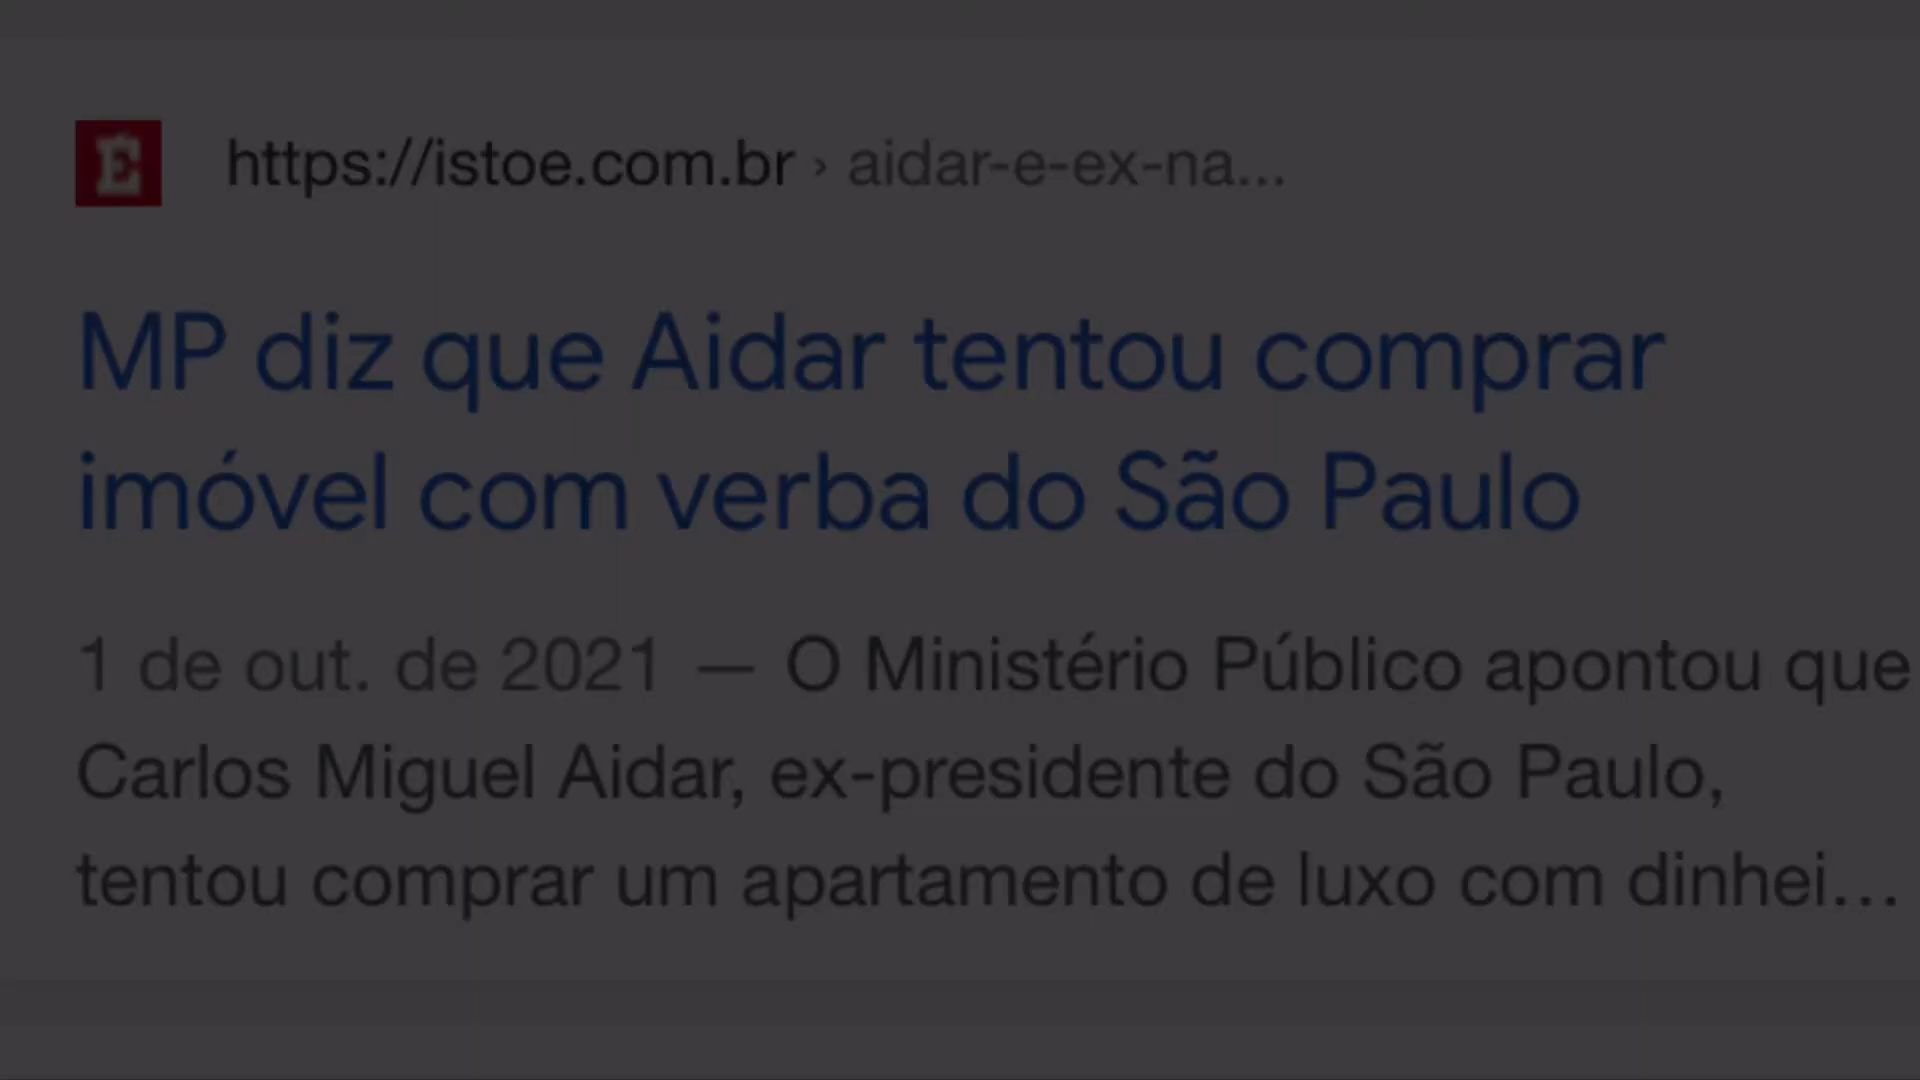 É
https://istoe.com.br › aidar-e-ex-na...
MP diz que Aidar tentou comprar
imóvel com verba do São Paulo
1 de out. de 2021 — O Ministério Público apontou que
Carlos Miguel Aidar, ex-presidente do São Paulo,
tentou comprar um apartamento de luxo com dinhei...